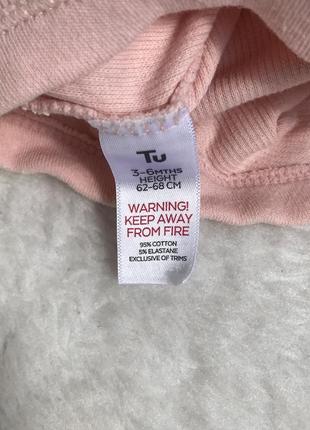 Tu
3-6MTHS
HEIGHT
62-68 CM
WARNING!
KEEP AWAY
FROM FIRE
95% COTTON
5% ELASTANE
EXCLUSIVE OF TRIMS